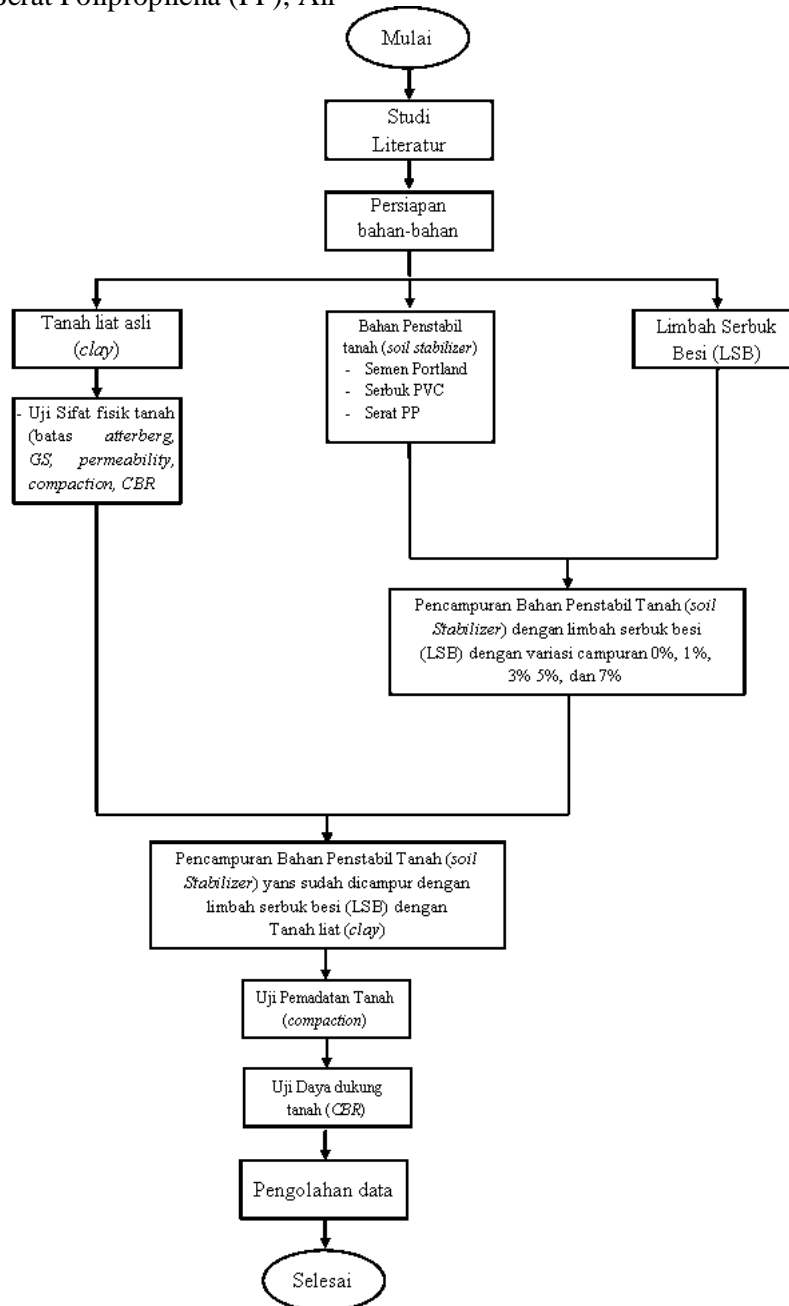 Serat Poliprophena (PP), Air
Mulai
Studi
Literatur
Persiapan
bahan-bahan
Tanah liat asli
(clay)
Bahan Penstabil
tanah (soil stabilizer)
- Semen Portland
- Serbuk PVC
- Serat PP
Limbah Serbuk
Besi (LSB)
- Uji Sifat fisik tanah
(batas atterberg,
GS, permeability,
compaction, CBR
Pencampuran Bahan Penstabil Tanah (soil
Stabilizer) dengan limbah serbuk besi
(LSB) dengan variasi campuran 0%, 1%,
3% 5%, dan 7%
Pencampuran Bahan Penstabil Tanah (soil
Stabilizer) yans sudah dicampur dengan
limbah serbuk besi (LSB) dengan
Tanah liat (clay)
Uji Pemadatan Tanah
(compaction)
Uji Daya dukung
tanah (CBR)
Pengolahan data
Selesai